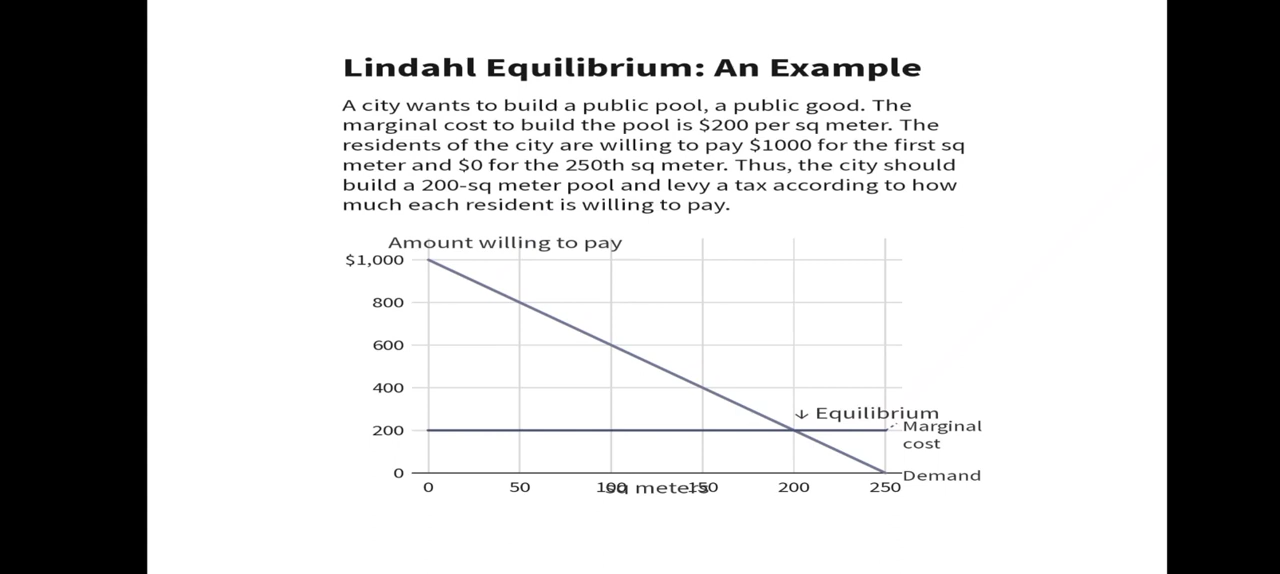 Lindahl Equilibrium: An Example
A city wants to build a public pool, a public good. The
marginal cost to build the pool is $200 per sq meter. The
residents of the city are willing to pay $1000 for the first sq
meter and $0 for the 250th sq meter. Thus, the city should
build a 200-sq meter pool and levy a tax according to how
much each resident is willing to pay.
Amount willing to pay
$1,000
800
600
400
↓ Equilibrium
200
Marginal
cost
0
Demand
0 50 100 150 200 250
sq meters